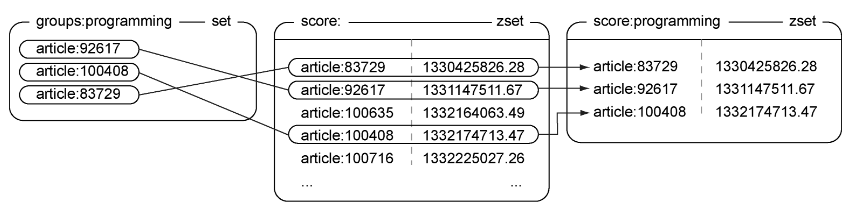 groups:programming set
article:92617
article:100408
article:83729
score: zset
article:83729 1330425826.28
article:92617 1331147511.67
article:100635 1332164063.49
article:100408 1332174713.47
article:100716 1332225027.26
... ...
score:programming zset
article:83729 1330425826.28
article:92617 1331147511.67
article:100408 1332174713.47